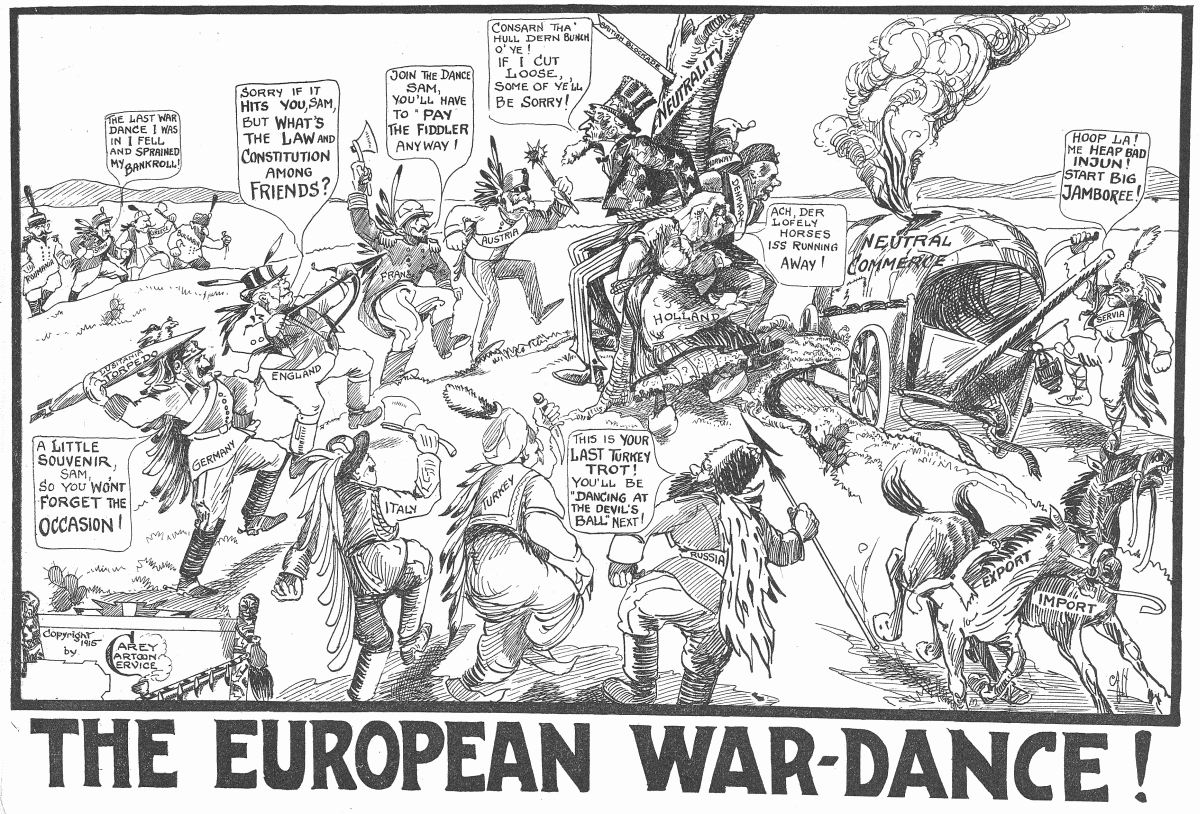 THE LAST WAR
DANCE I WAS
IN I FELL
AND SPRAINED
MY BANKROLL!
SORRY IF IT
HITS YOU, SAM,
BUT WHAT'S
THE LAW AND
CONSTITUTION
AMONG
FRIENDS?
JOIN THE DANCE
SAM,
YOU'LL HAVE
TO "PAY
THE FIDDLER
ANYWAY!
CONSARN THA'
HULL DERN BUNCH
O' YE!
IF I CUT
LOOSE,
SOME OF YE'LL
BE SORRY!
BRITISH BLOCKADE
NEUTRALITY
HOOP LA!
ME HEAP BAD
INJUN!
START BIG
JAMBOREE!
ACH, DER
LOFELY
HORSES
ISS RUNNING
AWAY!
NEUTRAL
COMMERCE
NORWAY
HOLLAND
SERVIA
AUSTRIA
FRANCE
ROUMANIA
GREECE
ENGLAND
LUSITANIA
TORPEDO
GERMANY
A LITTLE
SOUVENIR,
SAM,
SO YOU WON'T
FORGET THE
OCCASION!
ITALY
TURKEY
THIS IS YOUR
LAST TURKEY
TROT!
YOU'LL BE
"DANCING AT
THE DEVIL'S
BALL" NEXT!
RUSSIA
EXPORT
IMPORT
Copyright
1915
by
CAREY
CARTOON
SERVICE
THE EUROPEAN WAR-DANCE!